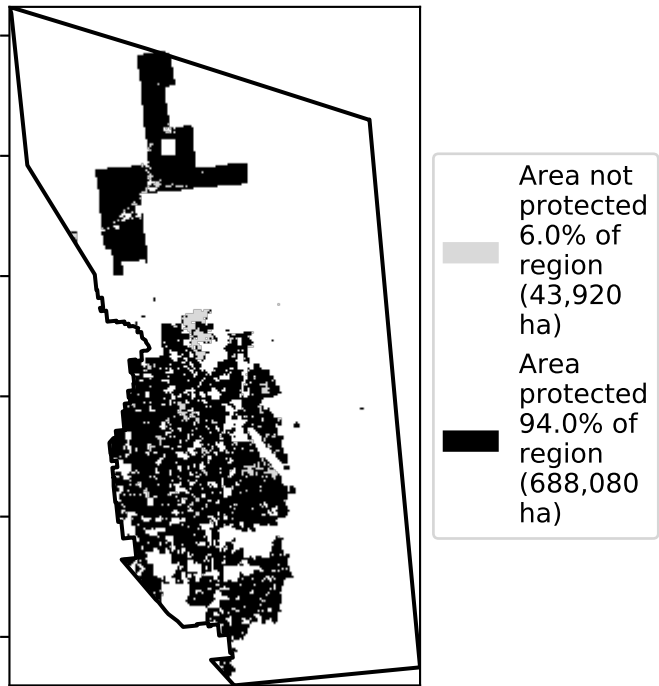 Area not
protected
6.0% of
region
(43,920
ha)
Area
protected
94.0% of
region
(688,080
ha)